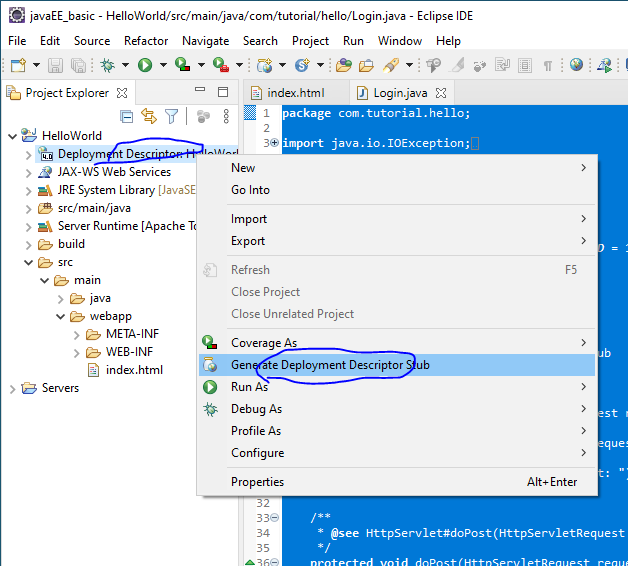 javaEE_basic - HelloWorld/src/main/java/com/tutorial/hello/Login.java - Eclipse IDE
File Edit Source Refactor Navigate Search Project Run Window Help
Project Explorer
index.html
Login.java
HelloWorld
4.0 Deployment Descriptor: HelloWorl
JAX-WS Web Services
JRE System Library [JavaSE
src/main/java
Server Runtime [Apache To
build
src
main
java
webapp
META-INF
WEB-INF
index.html
Servers
1 package com.tutorial.hello;
2
3 import java.io.IOException;
New
Go Into
Import
Export
Refresh F5
Close Project
Close Unrelated Project
Coverage As
Generate Deployment Descriptor Stub
Run As
Debug As
Profile As
Configure
Properties Alt+Enter
D = 1
ub
st r
reques
t: ")
32
33 /**
* @see HttpServlet#doPost(HttpServletRequest
*/
36 protected void doPost(HttpServletRequest reque